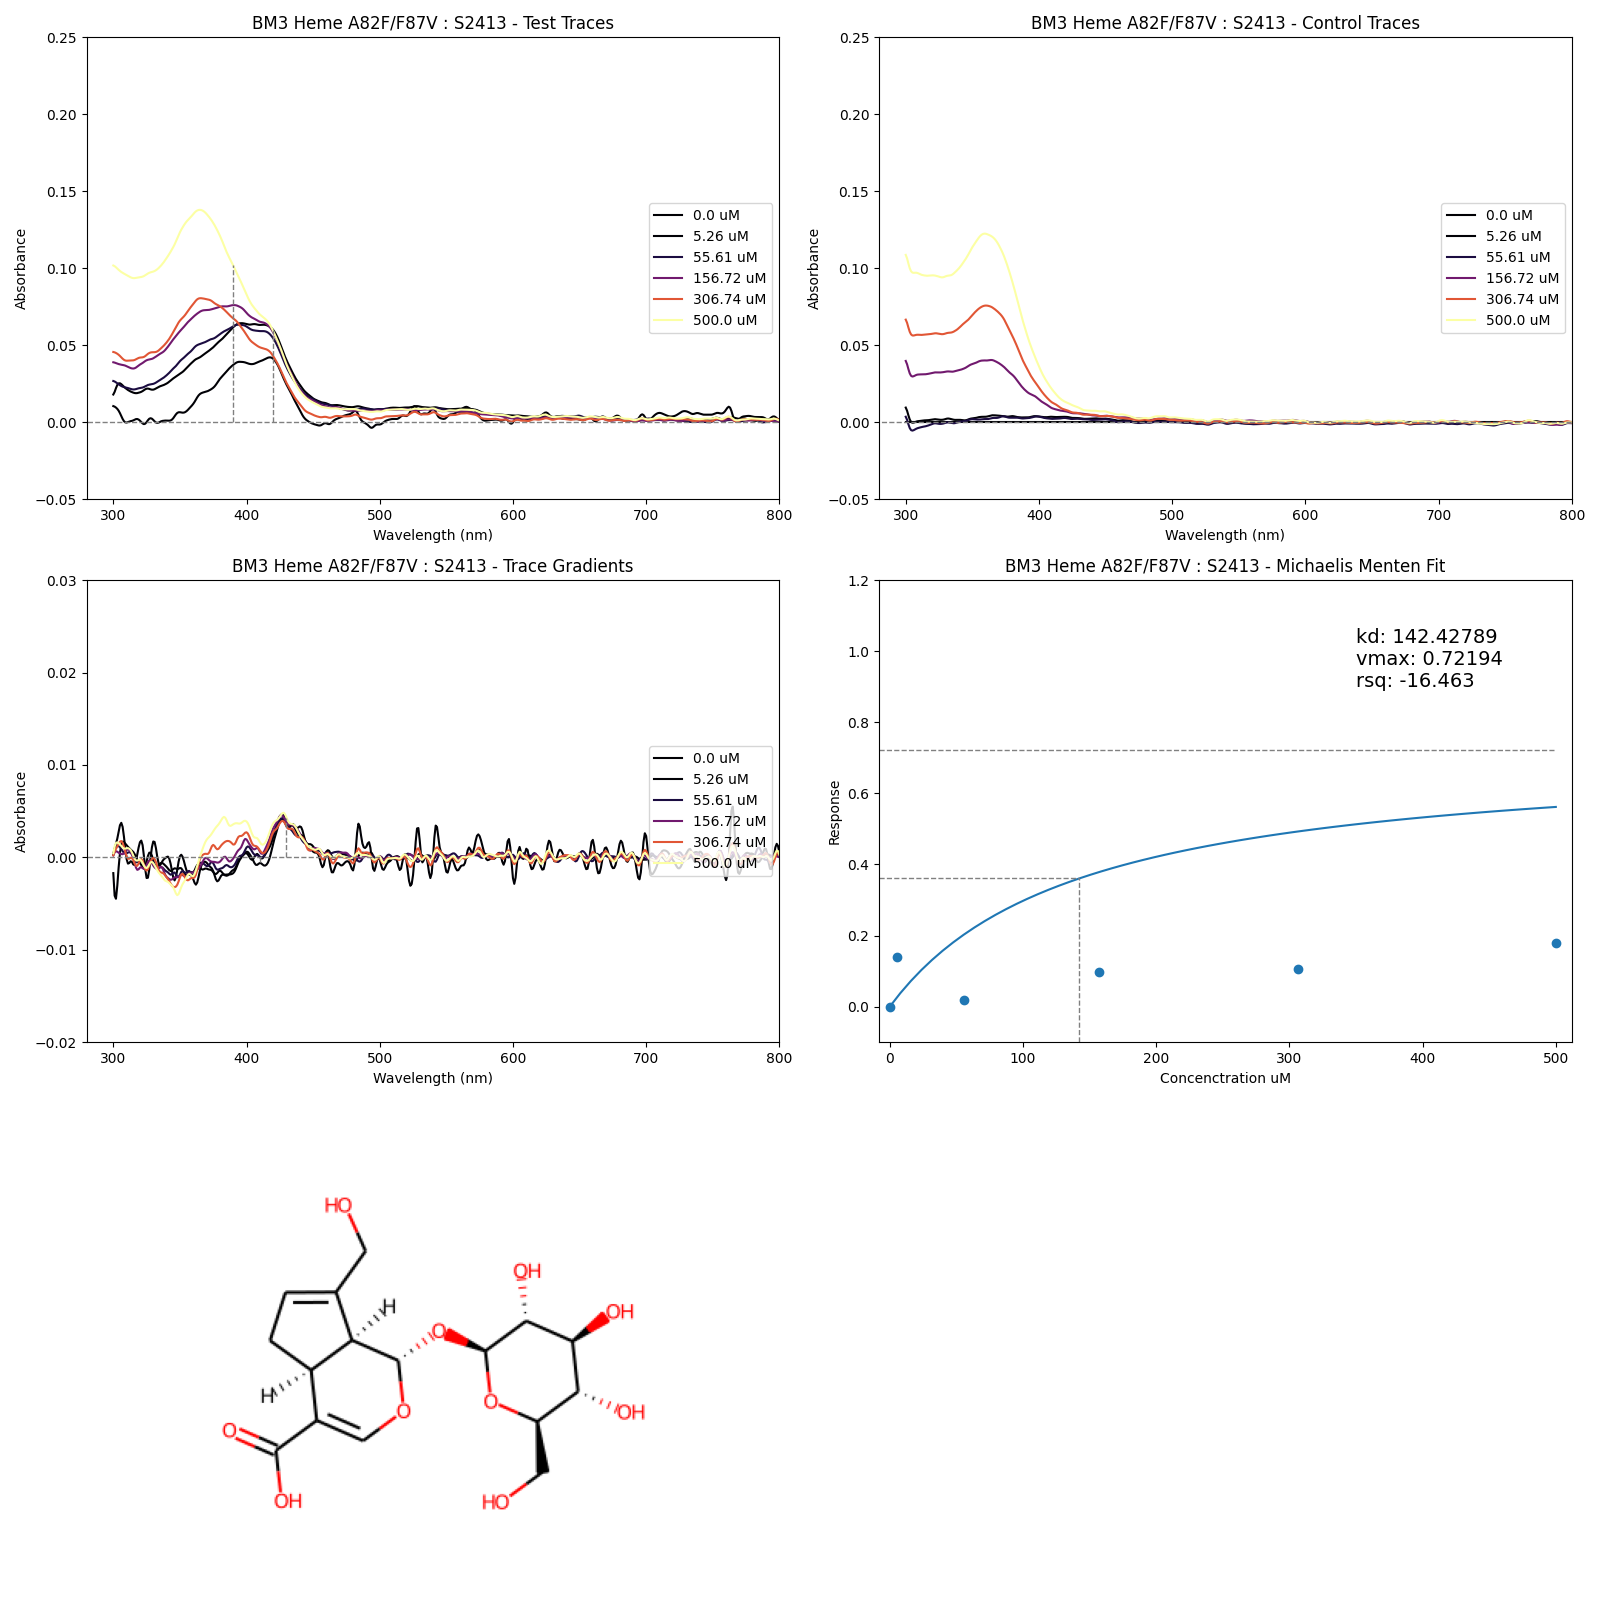 BM3 Heme A82F/F87V : S2413 - Test Traces
Absorbance
0.25
0.20
0.15
0.10
0.05
0.00
−0.05
300 400 500 600 700 800
Wavelength (nm)
0.0 uM
5.26 uM
55.61 uM
156.72 uM
306.74 uM
500.0 uM
BM3 Heme A82F/F87V : S2413 - Control Traces
Absorbance
0.25
0.20
0.15
0.10
0.05
0.00
−0.05
300 400 500 600 700 800
Wavelength (nm)
0.0 uM
5.26 uM
55.61 uM
156.72 uM
306.74 uM
500.0 uM
BM3 Heme A82F/F87V : S2413 - Trace Gradients
Absorbance
0.03
0.02
0.01
0.00
−0.01
−0.02
300 400 500 600 700 800
Wavelength (nm)
0.0 uM
5.26 uM
55.61 uM
156.72 uM
306.74 uM
500.0 uM
BM3 Heme A82F/F87V : S2413 - Michaelis Menten Fit
Response
1.2
1.0
0.8
0.6
0.4
0.2
0.0
0 100 200 300 400 500
Concenctration uM
kd: 142.42789
vmax: 0.72194
rsq: -16.463
HO
OH
H
OH
O
H
O
O
OH
O
OH
HO